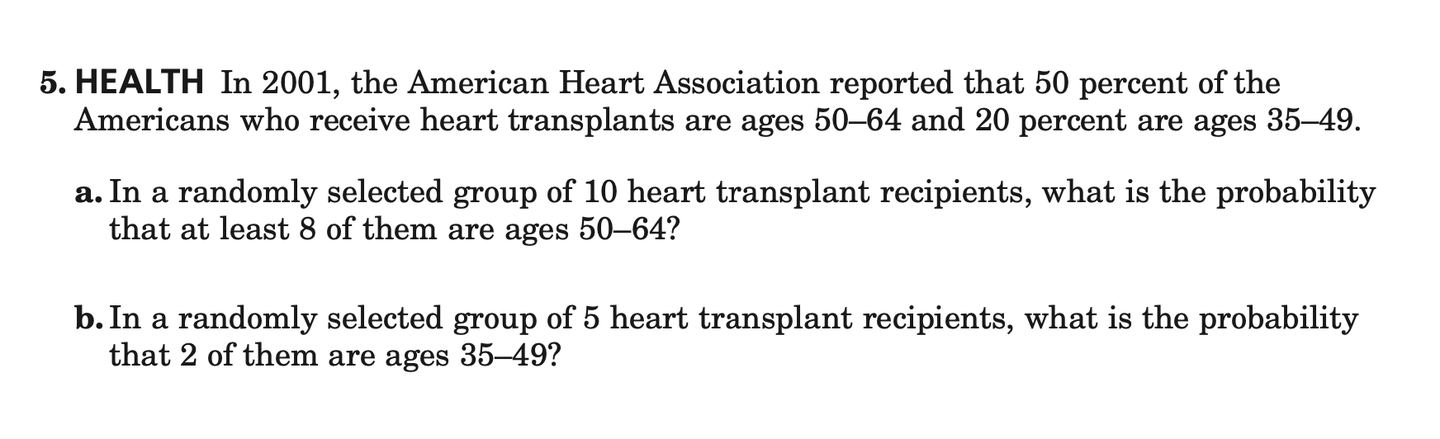 5. HEALTH In 2001, the American Heart Association reported that 50 percent of the
Americans who receive heart transplants are ages 50–64 and 20 percent are ages 35–49.
a. In a randomly selected group of 10 heart transplant recipients, what is the probability
that at least 8 of them are ages 50–64?
b. In a randomly selected group of 5 heart transplant recipients, what is the probability
that 2 of them are ages 35–49?